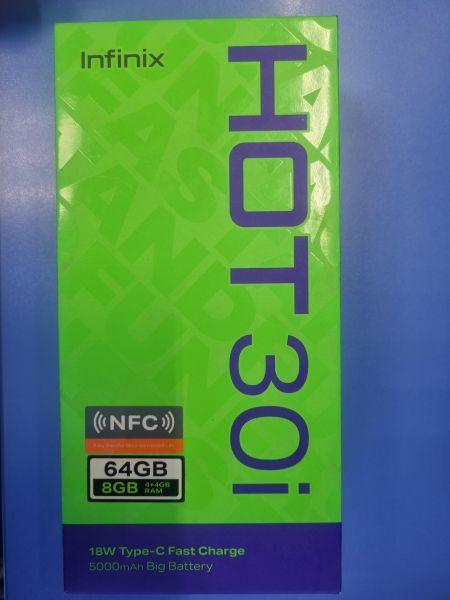 Infinix
HOT 30i
NFC
64GB
8GB 4+4GB RAM
18W Type-C Fast Charge
5000mAh Big Battery